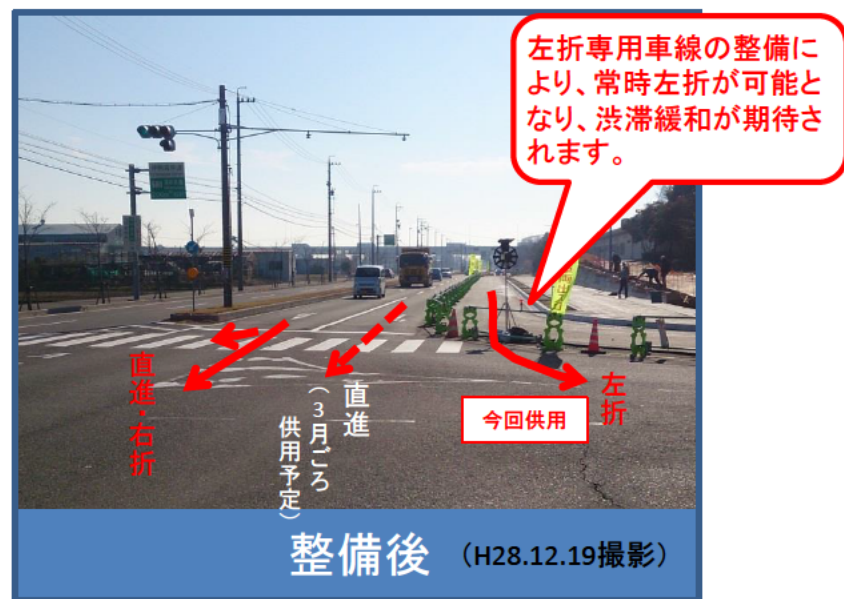 左折専用車線の整備に
より、常時左折が可能と
なり、渋滞緩和が期待さ
れます。
直進・右折
直進
(3月ごろ
供用予定)
今回供用
左折
整備後 (H28.12.19撮影)